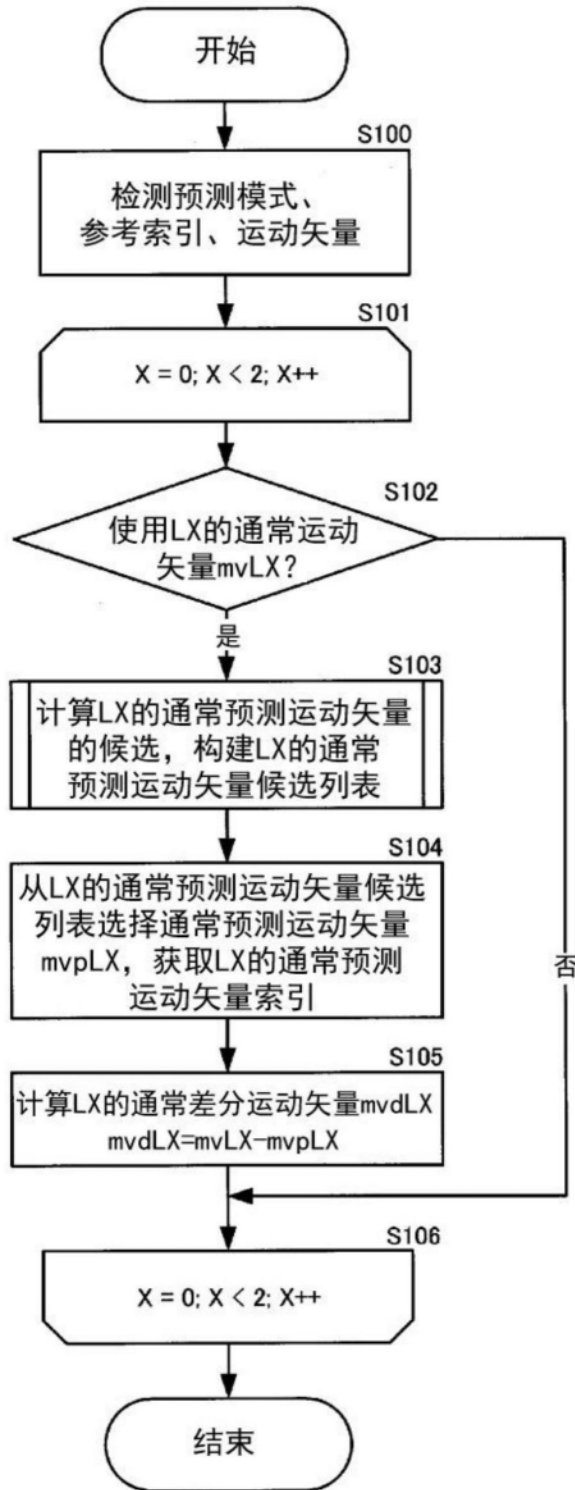 开始
S100
检测预测模式、
参考索引、运动矢量
S101
X = 0; X < 2; X++
S102
使用LX的通常运动
矢量mvLX?
是
S103
计算LX的通常预测运动矢量
的候选，构建LX的通常
预测运动矢量候选列表
S104
从LX的通常预测运动矢量候选
列表选择通常预测运动矢量
mvpLX，获取LX的通常预测
运动矢量索引
否
S105
计算LX的通常差分运动矢量mvdLX
mvdLX=mvLX-mvpLX
S106
X = 0; X < 2; X++
结束